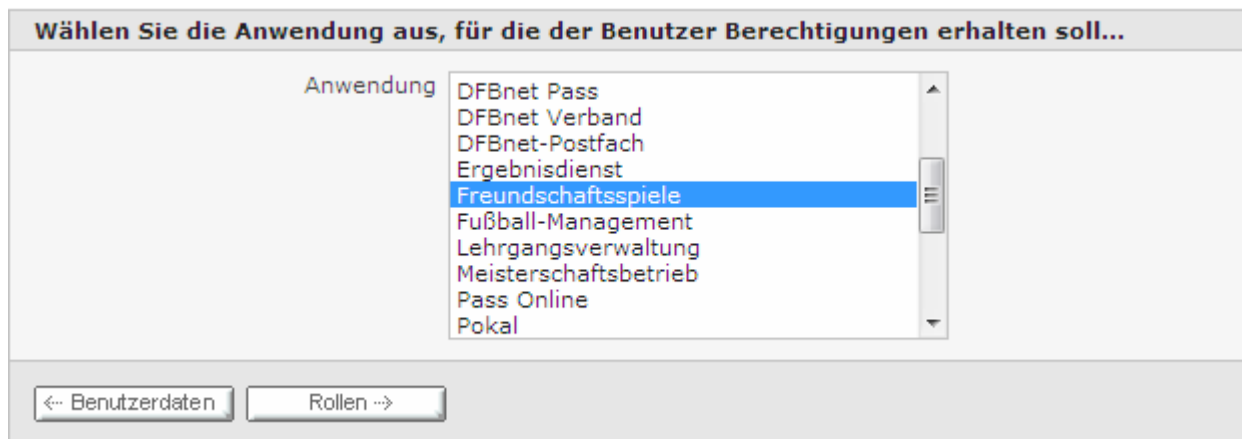 Wählen Sie die Anwendung aus, für die der Benutzer Berechtigungen erhalten soll...
Anwendung
DFBnet Pass
DFBnet Verband
DFBnet-Postfach
Ergebnisdienst
Freundschaftsspiele
Fußball-Management
Lehrgangsverwaltung
Meisterschaftsbetrieb
Pass Online
Pokal
Benutzerdaten Rollen